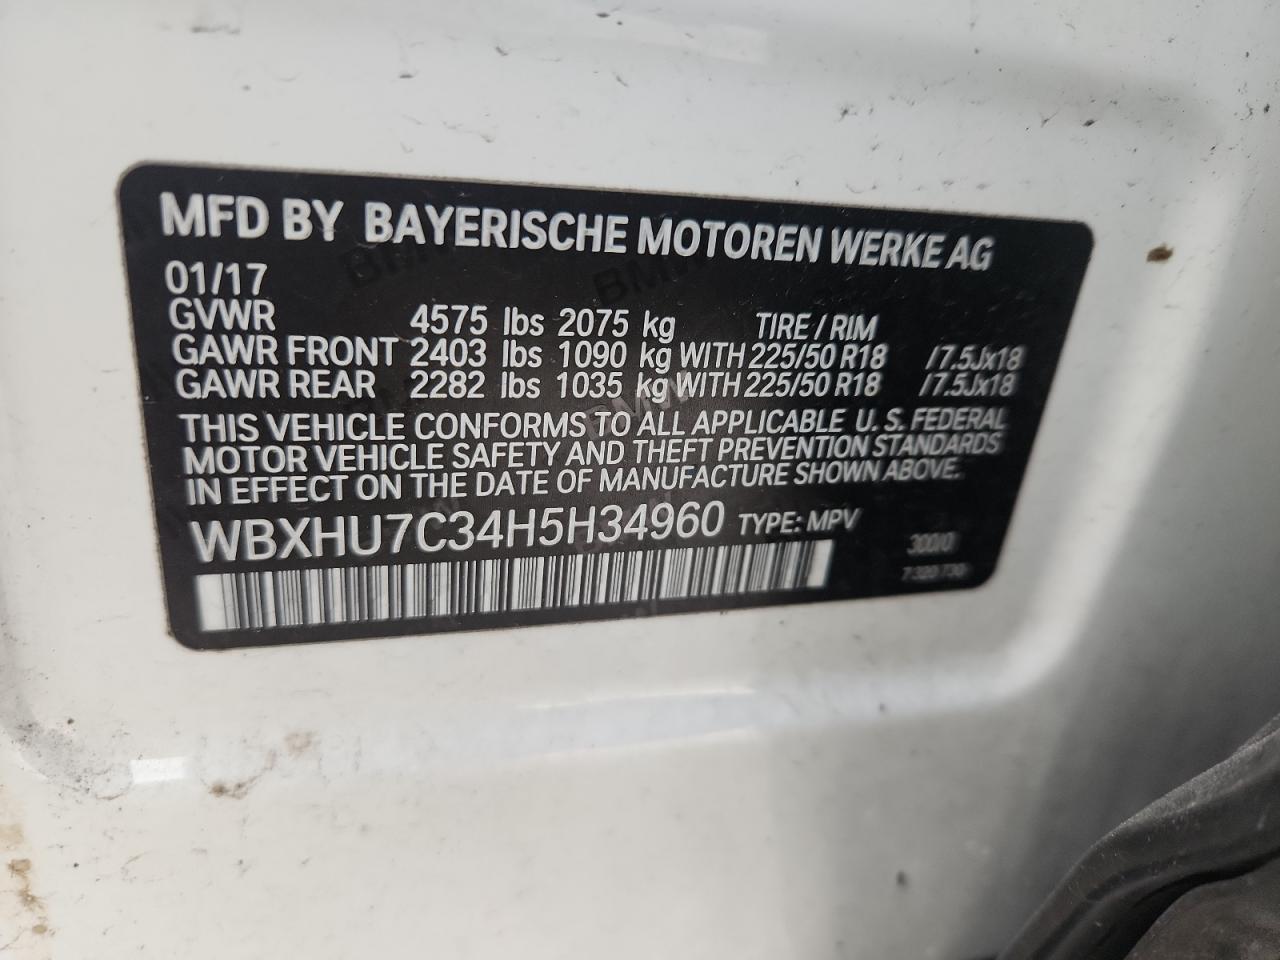 MFD BY BAYERISCHE MOTOREN WERKE AG
01/17
GVWR 4575 lbs 2075 kg TIRE / RIM
GAWR FRONT 2403 lbs 1090 kg WITH 225/50 R18 /7.5Jx18
GAWR REAR 2282 lbs 1035 kg WITH 225/50 R18 /7.5Jx18
THIS VEHICLE CONFORMS TO ALL APPLICABLE U. S. FEDERAL
MOTOR VEHICLE SAFETY AND THEFT PREVENTION STANDARDS
IN EFFECT ON THE DATE OF MANUFACTURE SHOWN ABOVE.
WBXHU7C34H5H34960 TYPE: MPV